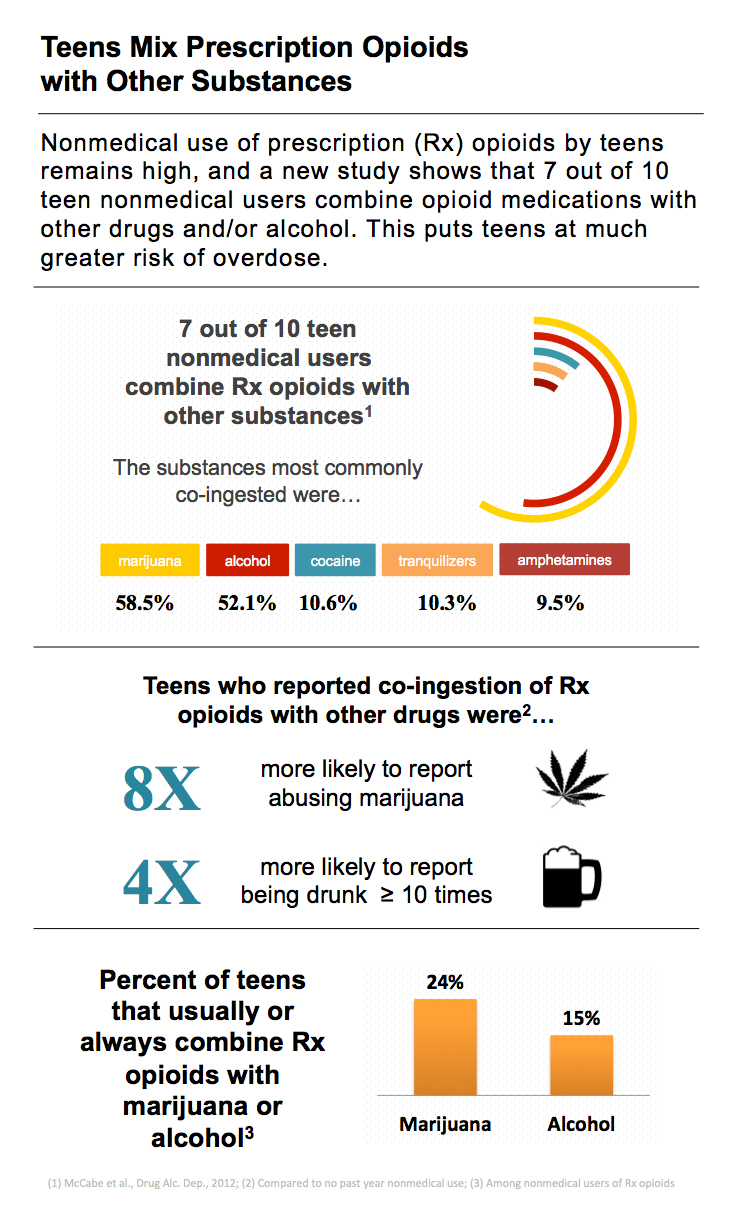 Teens Mix Prescription Opioids
with Other Substances
Nonmedical use of prescription (Rx) opioids by teens
remains high, and a new study shows that 7 out of 10
teen nonmedical users combine opioid medications with
other drugs and/or alcohol. This puts teens at much
greater risk of overdose.
7 out of 10 teen
nonmedical users
combine Rx opioids with
other substances¹
The substances most commonly
co-ingested were…
marijuana alcohol cocaine tranquilizers amphetamines
58.5% 52.1% 10.6% 10.3% 9.5%
Teens who reported co-ingestion of Rx
opioids with other drugs were²…
8X
more likely to report
abusing marijuana
4X
more likely to report
being drunk ≥ 10 times
Percent of teens
that usually or
always combine Rx
opioids with
marijuana or
alcohol³
24%
15%
Marijuana Alcohol
(1) McCabe et al., Drug Alc. Dep., 2012; (2) Compared to no past year nonmedical use; (3) Among nonmedical users of Rx opioids